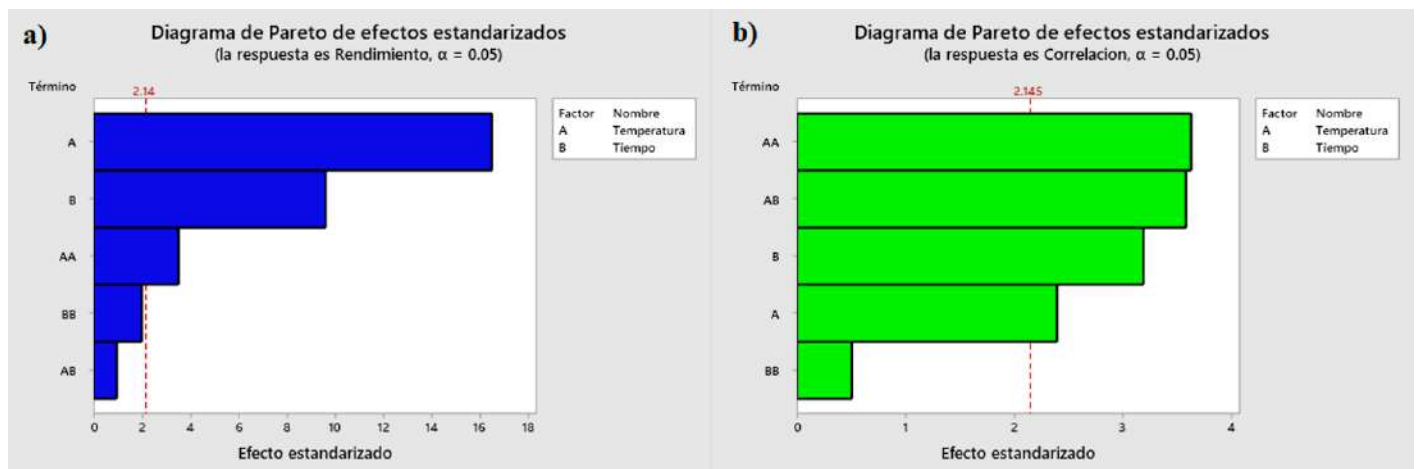 a)
Diagrama de Pareto de efectos estandarizados
(la respuesta es Rendimiento, α = 0.05)
Término
2.14
Factor Nombre
A Temperatura
B Tiempo
A
B
AA
BB
AB
0 2 4 6 8 10 12 14 16 18
Efecto estandarizado
b)
Diagrama de Pareto de efectos estandarizados
(la respuesta es Correlacion, α = 0.05)
Término
2.145
Factor Nombre
A Temperatura
B Tiempo
AA
AB
B
A
BB
0 1 2 3 4
Efecto estandarizado